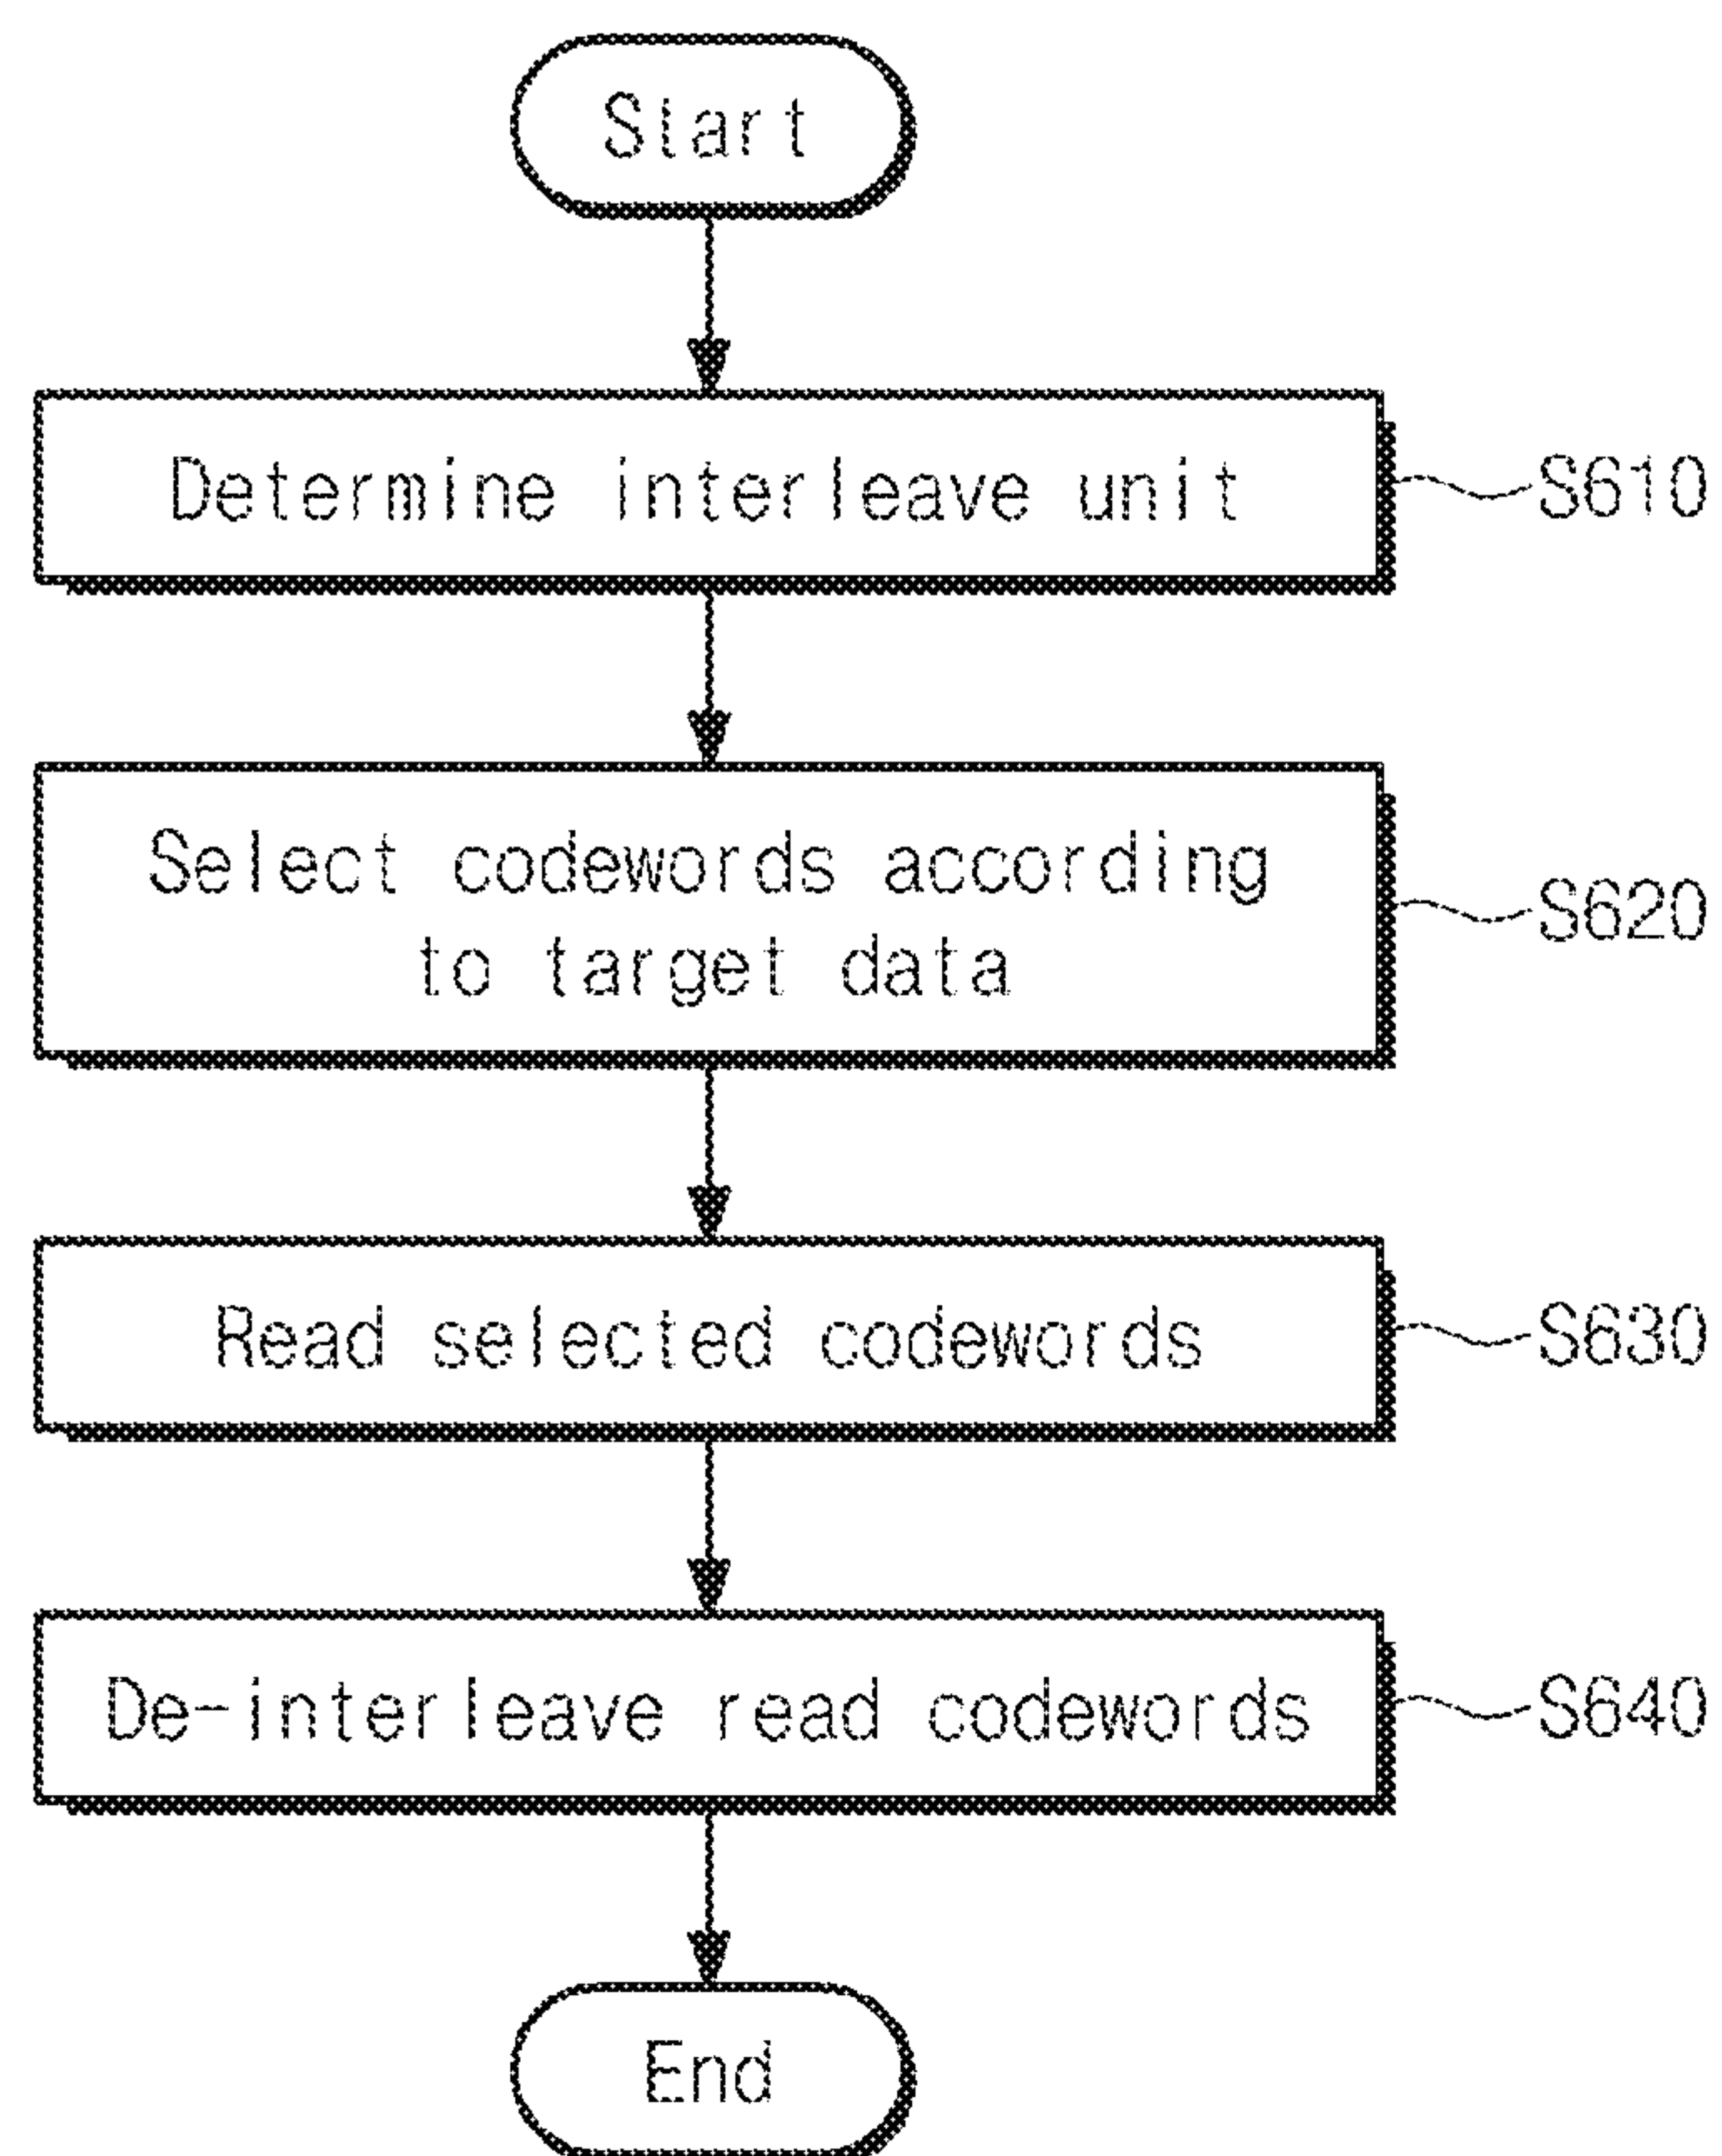 Start
Determine interleave unit
S610
Select codewords according
to target data
S620
Read selected codewords
S630
De-interleave read codewords
S640
End